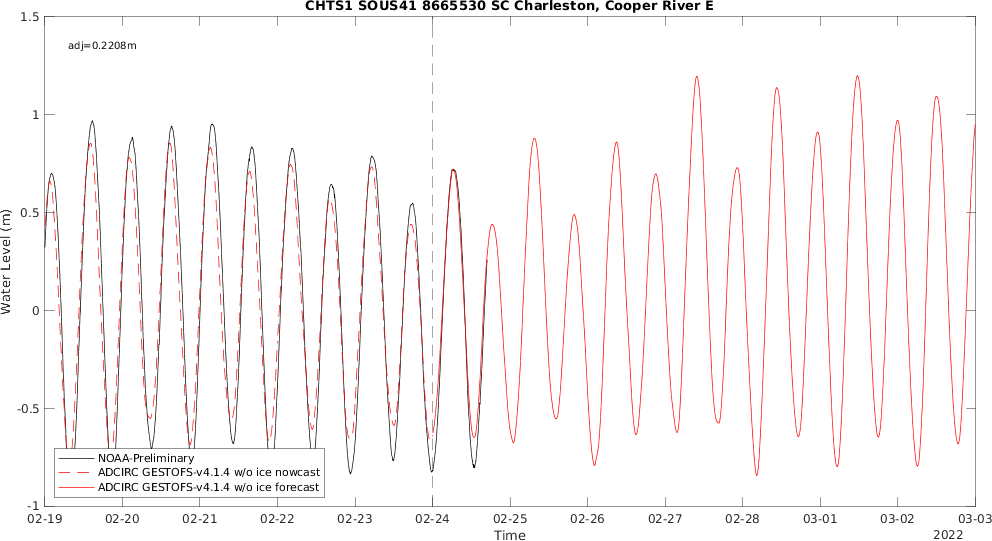 CHTS1 SOUS41 8665530 SC Charleston, Cooper River E
adj=0.2208m
1.5
1
0.5
0
-0.5
-1
Water Level (m)
NOAA-Preliminary
ADCIRC GESTOFS-v4.1.4 w/o ice nowcast
ADCIRC GESTOFS-v4.1.4 w/o ice forecast
02-19 02-20 02-21 02-22 02-23 02-24 02-25 02-26 02-27 02-28 03-01 03-02 03-03
Time
2022